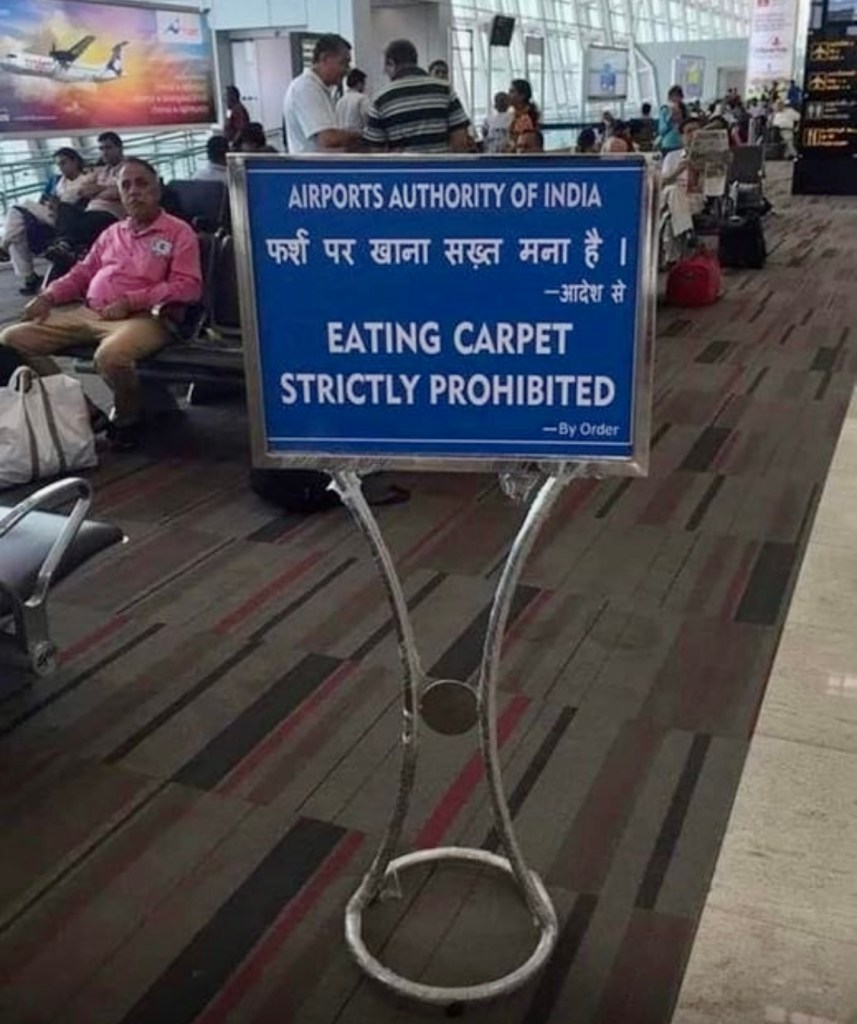 AIRPORTS AUTHORITY OF INDIA
फर्श पर खाना सख़्त मना है ।
—आदेश से
EATING CARPET
STRICTLY PROHIBITED
—By Order